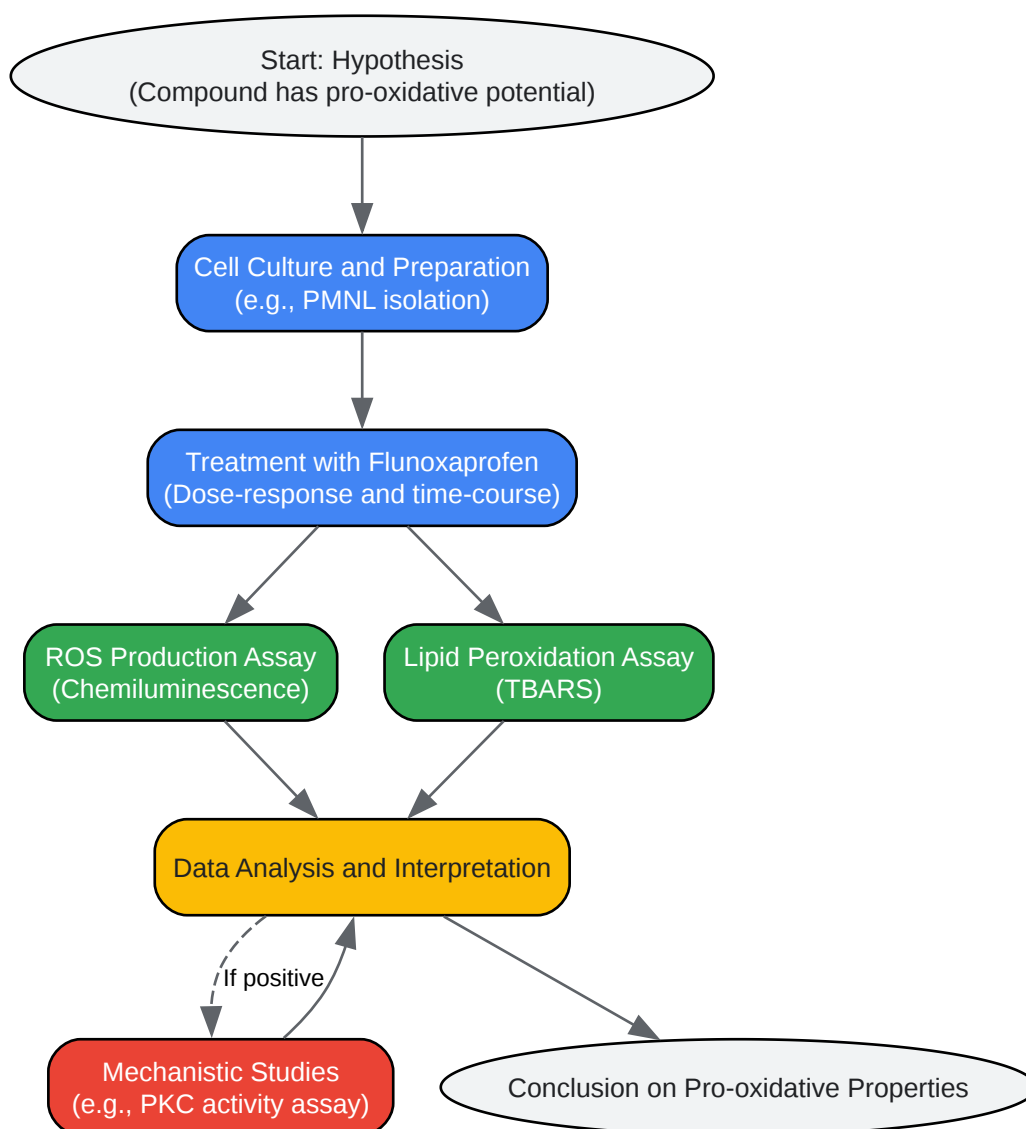 Start: Hypothesis
(Compound has pro-oxidative potential)
Cell Culture and Preparation
(e.g., PMNL isolation)
Treatment with Flunoxaprofen
(Dose-response and time-course)
ROS Production Assay
(Chemiluminescence)
Lipid Peroxidation Assay
(TBARS)
Data Analysis and Interpretation
If positive
Mechanistic Studies
(e.g., PKC activity assay)
Conclusion on Pro-oxidative Properties